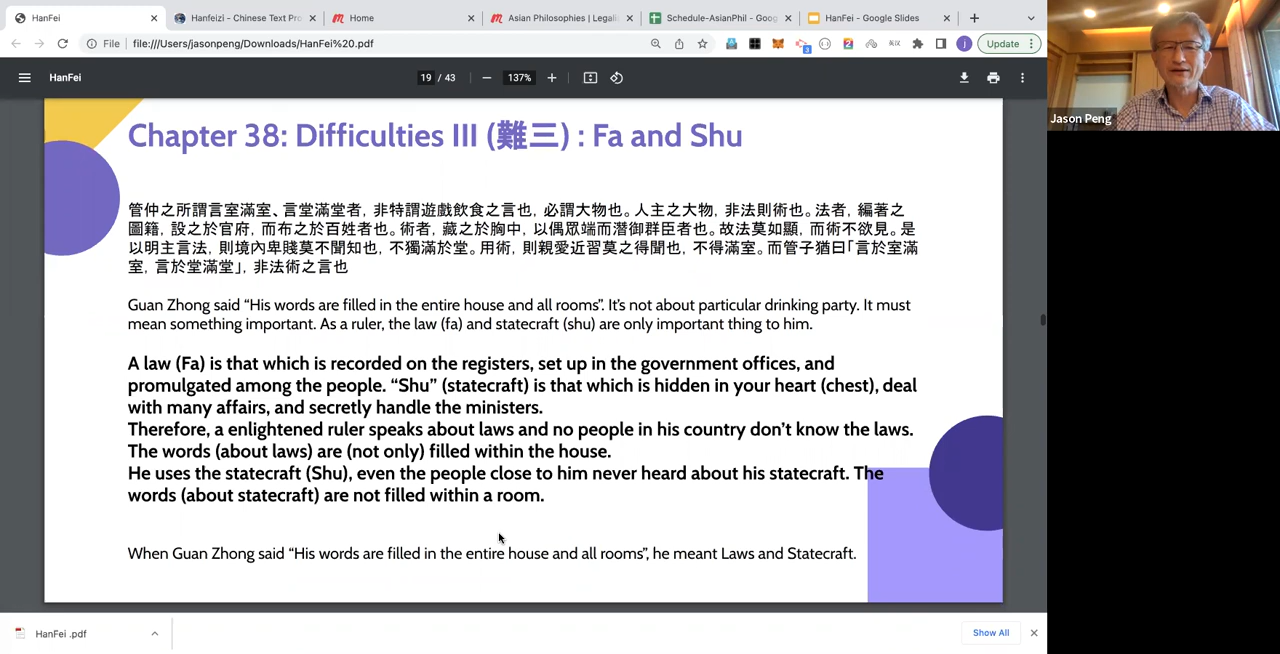 HanFei
Hanfeizi - Chinese Text Pro
Home
Asian Philosophies | Legali
Schedule-AsianPhil - Goog
HanFei - Google Slides
File
file:///Users/jasonpeng/Downloads/HanFei%20.pdf
Update
HanFei
19 / 43
137%
Jason Peng
Chapter 38: Difficulties III (難三) : Fa and Shu
管仲之所謂言室滿室、言堂滿堂者，非特謂遊戲飲食之言也，必謂大物也。人主之大物，非法則術也。法者，編著之
圖籍，設之於官府，而布之於百姓者也。術者，藏之於胸中，以偶眾端而潛御群臣者也。故法莫如顯，而術不欲見。是
以明主言法，則境內卑賤莫不聞知也，不獨滿於堂。用術，則親愛近習莫之得聞也，不得滿室。而管子猶曰「言於室滿
室，言於堂滿堂」，非法術之言也
Guan Zhong said “His words are filled in the entire house and all rooms”. It’s not about particular drinking party. It must
mean something important. As a ruler, the law (fa) and statecraft (shu) are only important thing to him.
A law (Fa) is that which is recorded on the registers, set up in the government offices, and
promulgated among the people. “Shu” (statecraft) is that which is hidden in your heart (chest), deal
with many affairs, and secretly handle the ministers.
Therefore, a enlightened ruler speaks about laws and no people in his country don’t know the laws.
The words (about laws) are (not only) filled within the house.
He uses the statecraft (Shu), even the people close to him never heard about his statecraft. The
words (about statecraft) are not filled within a room.
When Guan Zhong said “His words are filled in the entire house and all rooms”, he meant Laws and Statecraft.
HanFei .pdf
Show All